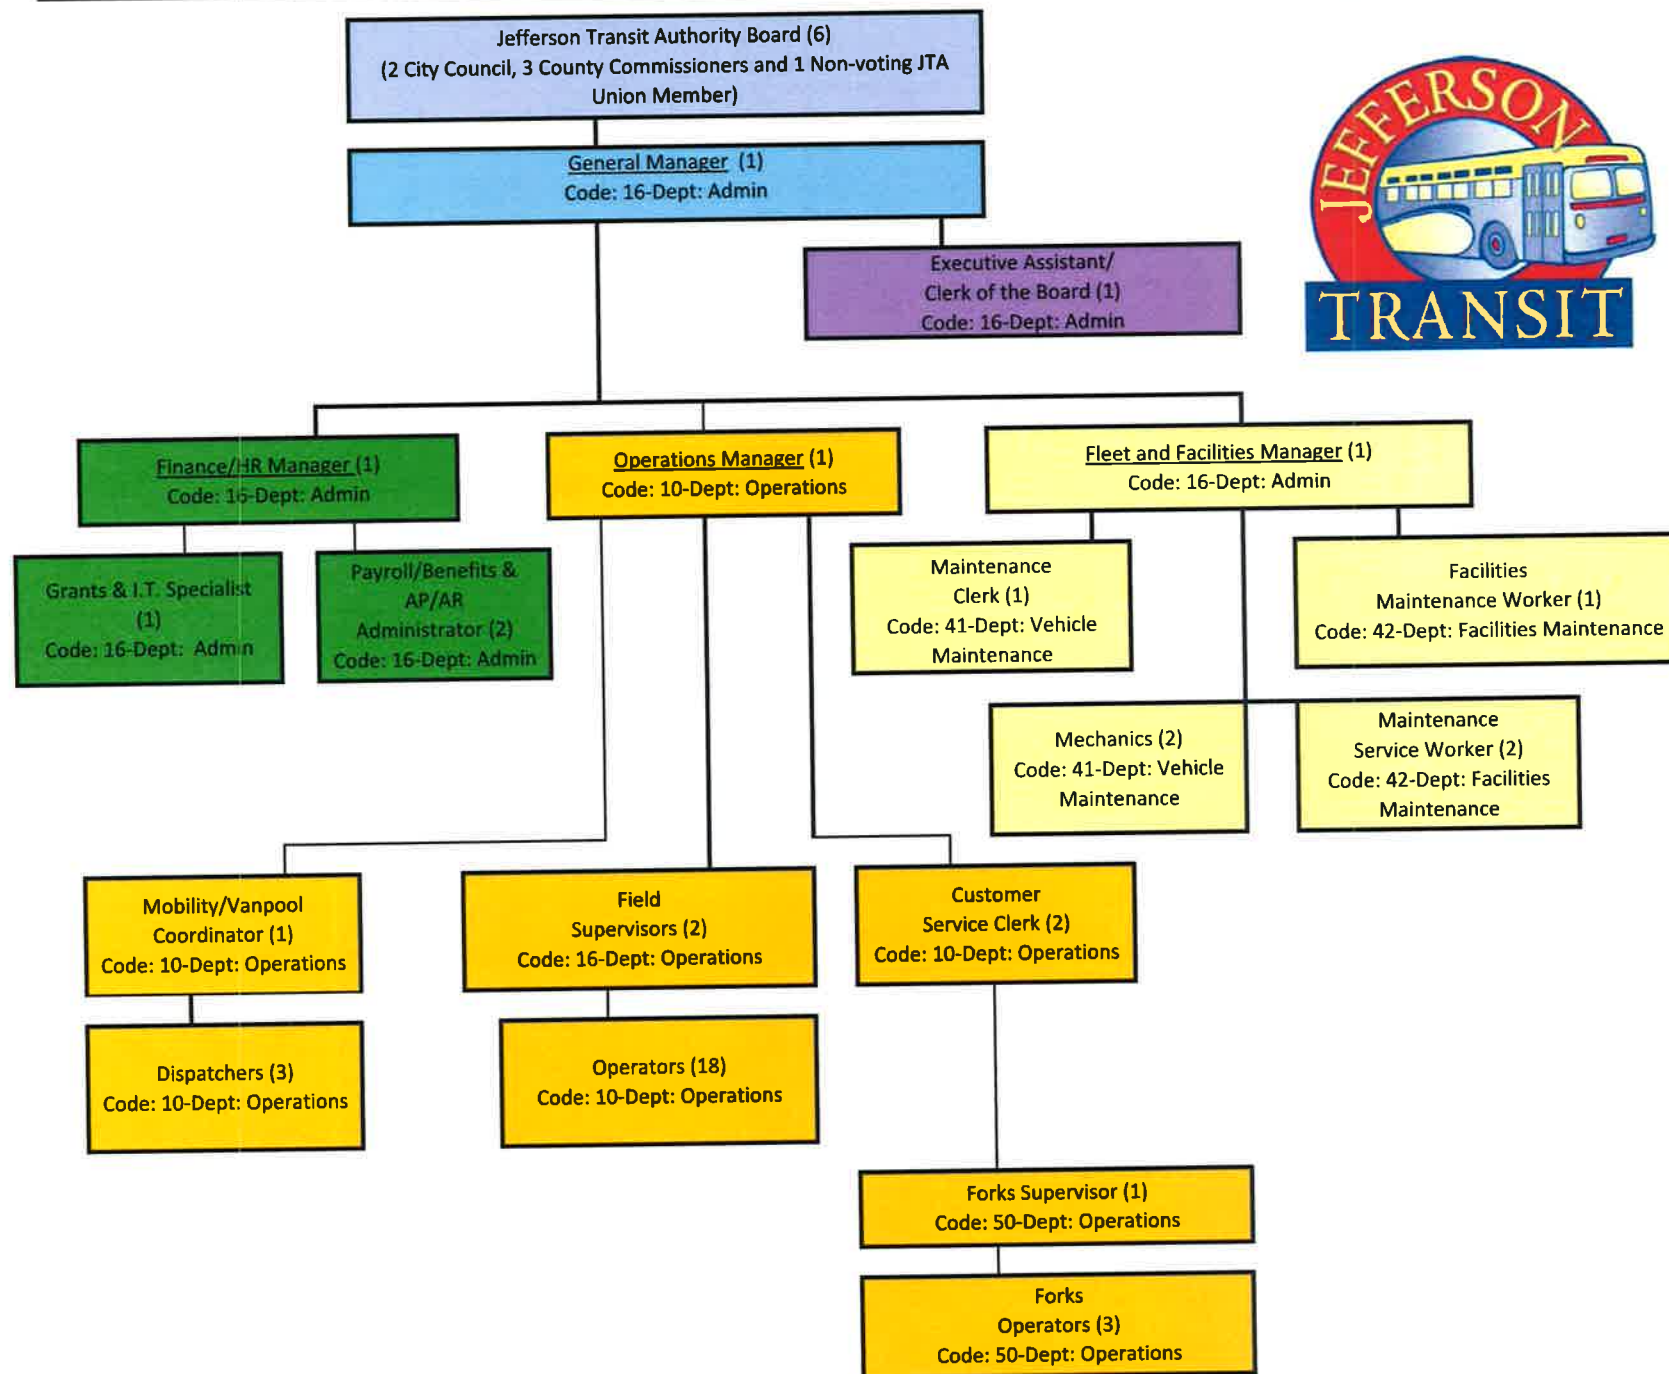 Jefferson Transit Authority Board (6)
(2 City Council, 3 County Commissioners and 1 Non-voting JTA
Union Member)
General Manager (1)
Code: 16-Dept: Admin
JEFFERSON
TRANSIT
Executive Assistant/
Clerk of the Board (1)
Code: 16-Dept: Admin
Finance/HR Manager (1)
Code: 16-Dept: Admin
Operations Manager (1)
Code: 10-Dept: Operations
Fleet and Facilities Manager (1)
Code: 16-Dept: Admin
Grants & I.T. Specialist
(1)
Code: 16-Dept: Admin
Payroll/Benefits &
AP/AR
Administrator (2)
Code: 16-Dept: Admin
Maintenance
Clerk (1)
Code: 41-Dept: Vehicle
Maintenance
Facilities
Maintenance Worker (1)
Code: 42-Dept: Facilities Maintenance
Mechanics (2)
Code: 41-Dept: Vehicle
Maintenance
Maintenance
Service Worker (2)
Code: 42-Dept: Facilities
Maintenance
Mobility/Vanpool
Coordinator (1)
Code: 10-Dept: Operations
Field
Supervisors (2)
Code: 16-Dept: Operations
Customer
Service Clerk (2)
Code: 10-Dept: Operations
Dispatchers (3)
Code: 10-Dept: Operations
Operators (18)
Code: 10-Dept: Operations
Forks Supervisor (1)
Code: 50-Dept: Operations
Forks
Operators (3)
Code: 50-Dept: Operations